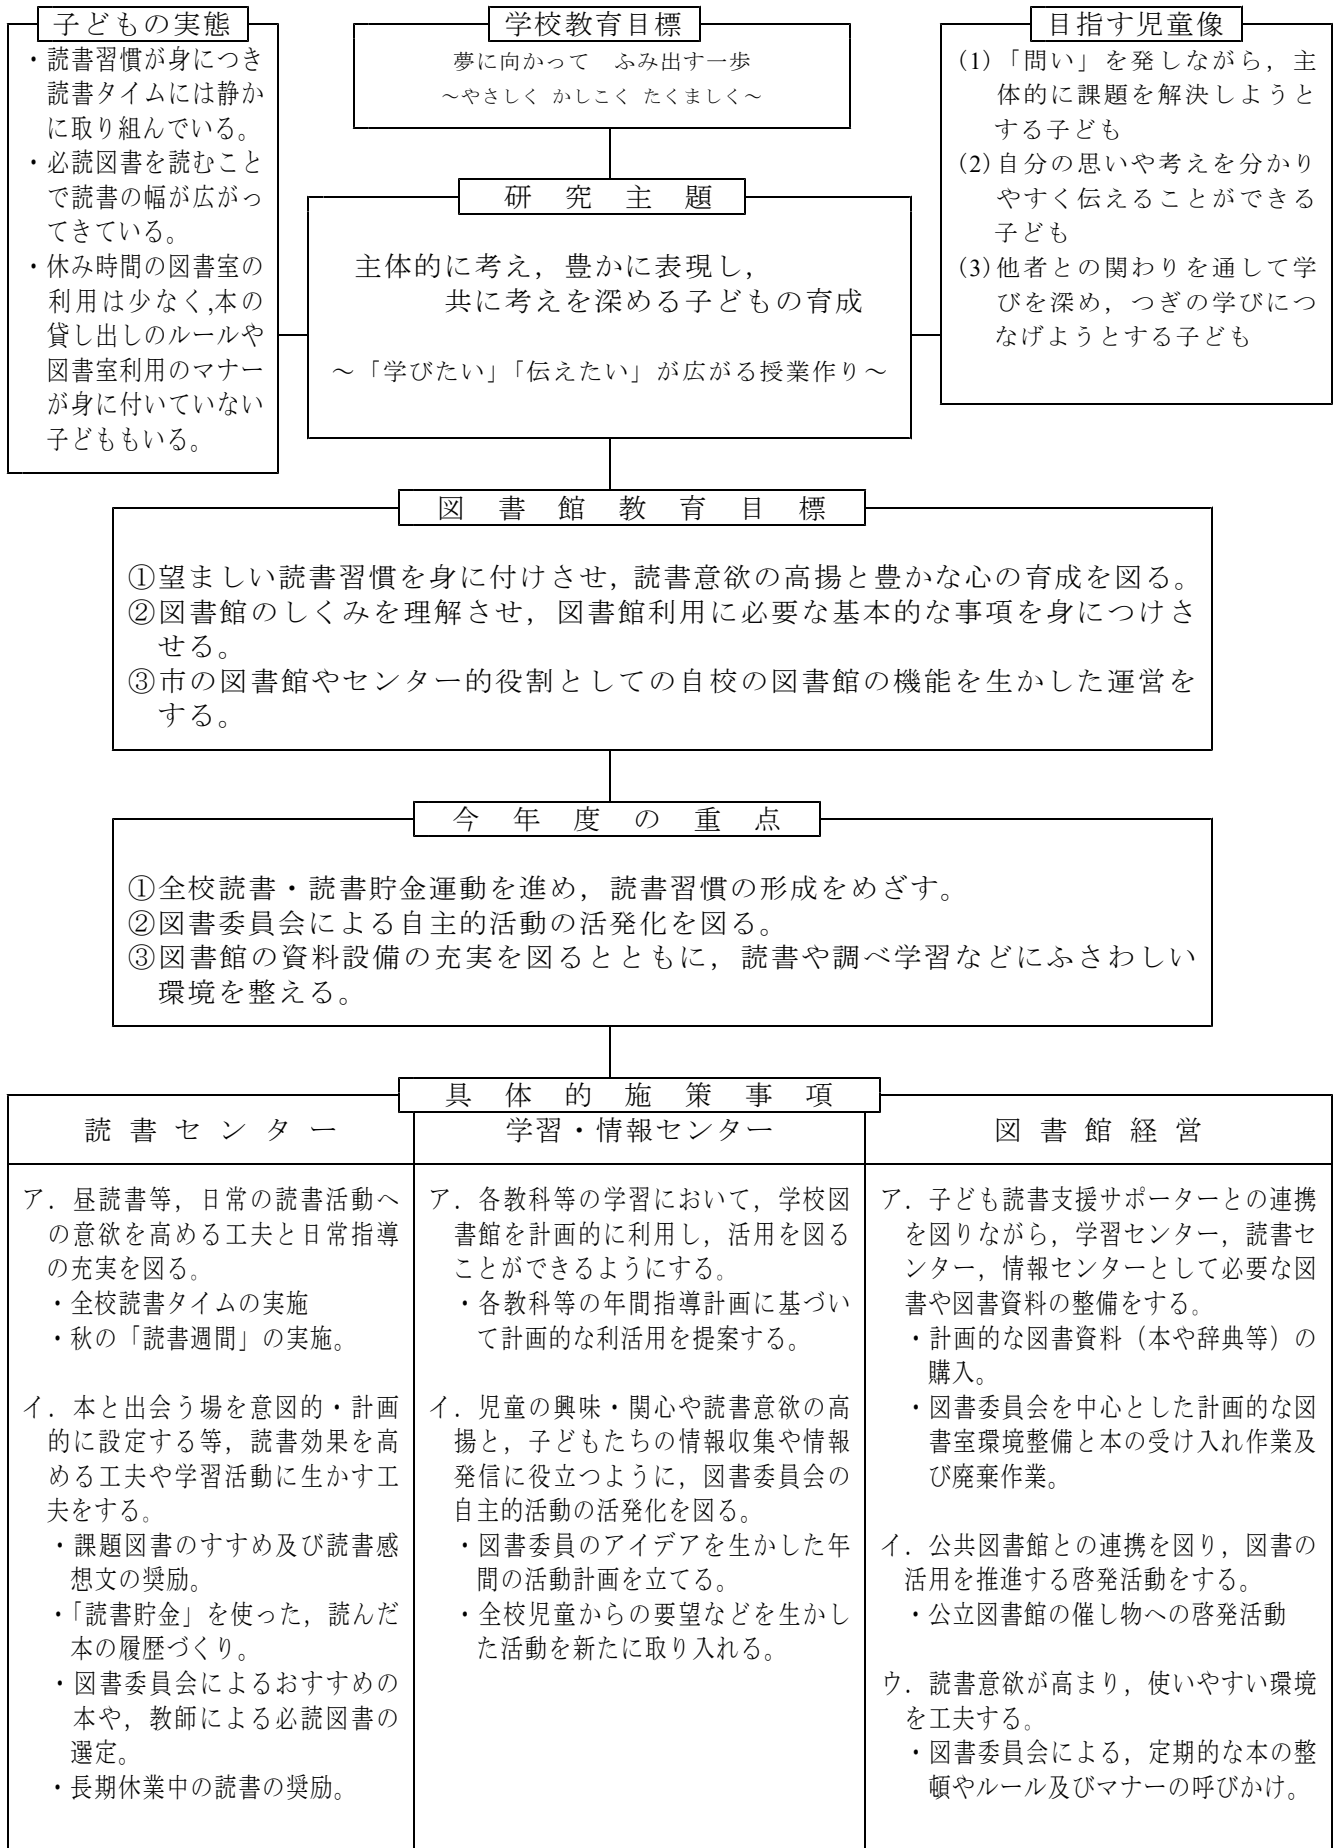 子どもの実態
・読書習慣が身につき
読書タイムには静か
に取り組んでいる。
・必読図書を読むこと
で読書の幅が広がっ
てきている。
・休み時間の図書室の
利用は少なく,本の
貸し出しのルールや
図書室利用のマナー
が身に付いていない
子どももいる。
学校教育目標
夢に向かって　ふみ出す一歩
～やさしく かしこく たくましく～
目指す児童像
(1)「問い」を発しながら，主
体的に課題を解決しようと
する子ども
(2)自分の思いや考えを分かり
やすく伝えることができる
子ども
(3)他者との関わりを通して学
びを深め，つぎの学びにつ
なげようとする子ども
研　究　主　題
主体的に考え，豊かに表現し，
共に考えを深める子どもの育成
～「学びたい」「伝えたい」が広がる授業作り～
図　書　館　教　育　目　標
①望ましい読書習慣を身に付けさせ，読書意欲の高揚と豊かな心の育成を図る。
②図書館のしくみを理解させ，図書館利用に必要な基本的な事項を身につけさ
せる。
③市の図書館やセンター的役割としての自校の図書館の機能を生かした運営を
する。
今　年　度　の　重　点
①全校読書・読書貯金運動を進め，読書習慣の形成をめざす。
②図書委員会による自主的活動の活発化を図る。
③図書館の資料設備の充実を図るとともに，読書や調べ学習などにふさわしい
環境を整える。
具　体　的　施　策　事　項
読 書 セ ン タ ー
ア．昼読書等，日常の読書活動へ
の意欲を高める工夫と日常指導
の充実を図る。
・全校読書タイムの実施
・秋の「読書週間」の実施。
イ．本と出会う場を意図的・計画
的に設定する等，読書効果を高
める工夫や学習活動に生かす工
夫をする。
・課題図書のすすめ及び読書感
想文の奨励。
・「読書貯金」を使った，読んだ
本の履歴づくり。
・図書委員会によるおすすめの
本や，教師による必読図書の
選定。
・長期休業中の読書の奨励。
学習・情報センター
ア．各教科等の学習において，学校図
書館を計画的に利用し，活用を図る
ことができるようにする。
・各教科等の年間指導計画に基づい
て計画的な利活用を提案する。
イ．児童の興味・関心や読書意欲の高
揚と，子どもたちの情報収集や情報
発信に役立つように，図書委員会の
自主的活動の活発化を図る。
・図書委員のアイデアを生かした年
間の活動計画を立てる。
・全校児童からの要望などを生かし
た活動を新たに取り入れる。
図 書 館 経 営
ア．子ども読書支援サポーターとの連携
を図りながら，学習センター，読書セ
ンター，情報センターとして必要な図
書や図書資料の整備をする。
・計画的な図書資料（本や辞典等）の
購入。
・図書委員会を中心とした計画的な図
書室環境整備と本の受け入れ作業及
び廃棄作業。
イ．公共図書館との連携を図り，図書の
活用を推進する啓発活動をする。
・公立図書館の催し物への啓発活動
ウ．読書意欲が高まり，使いやすい環境
を工夫する。
・図書委員会による，定期的な本の整
頓やルール及びマナーの呼びかけ。